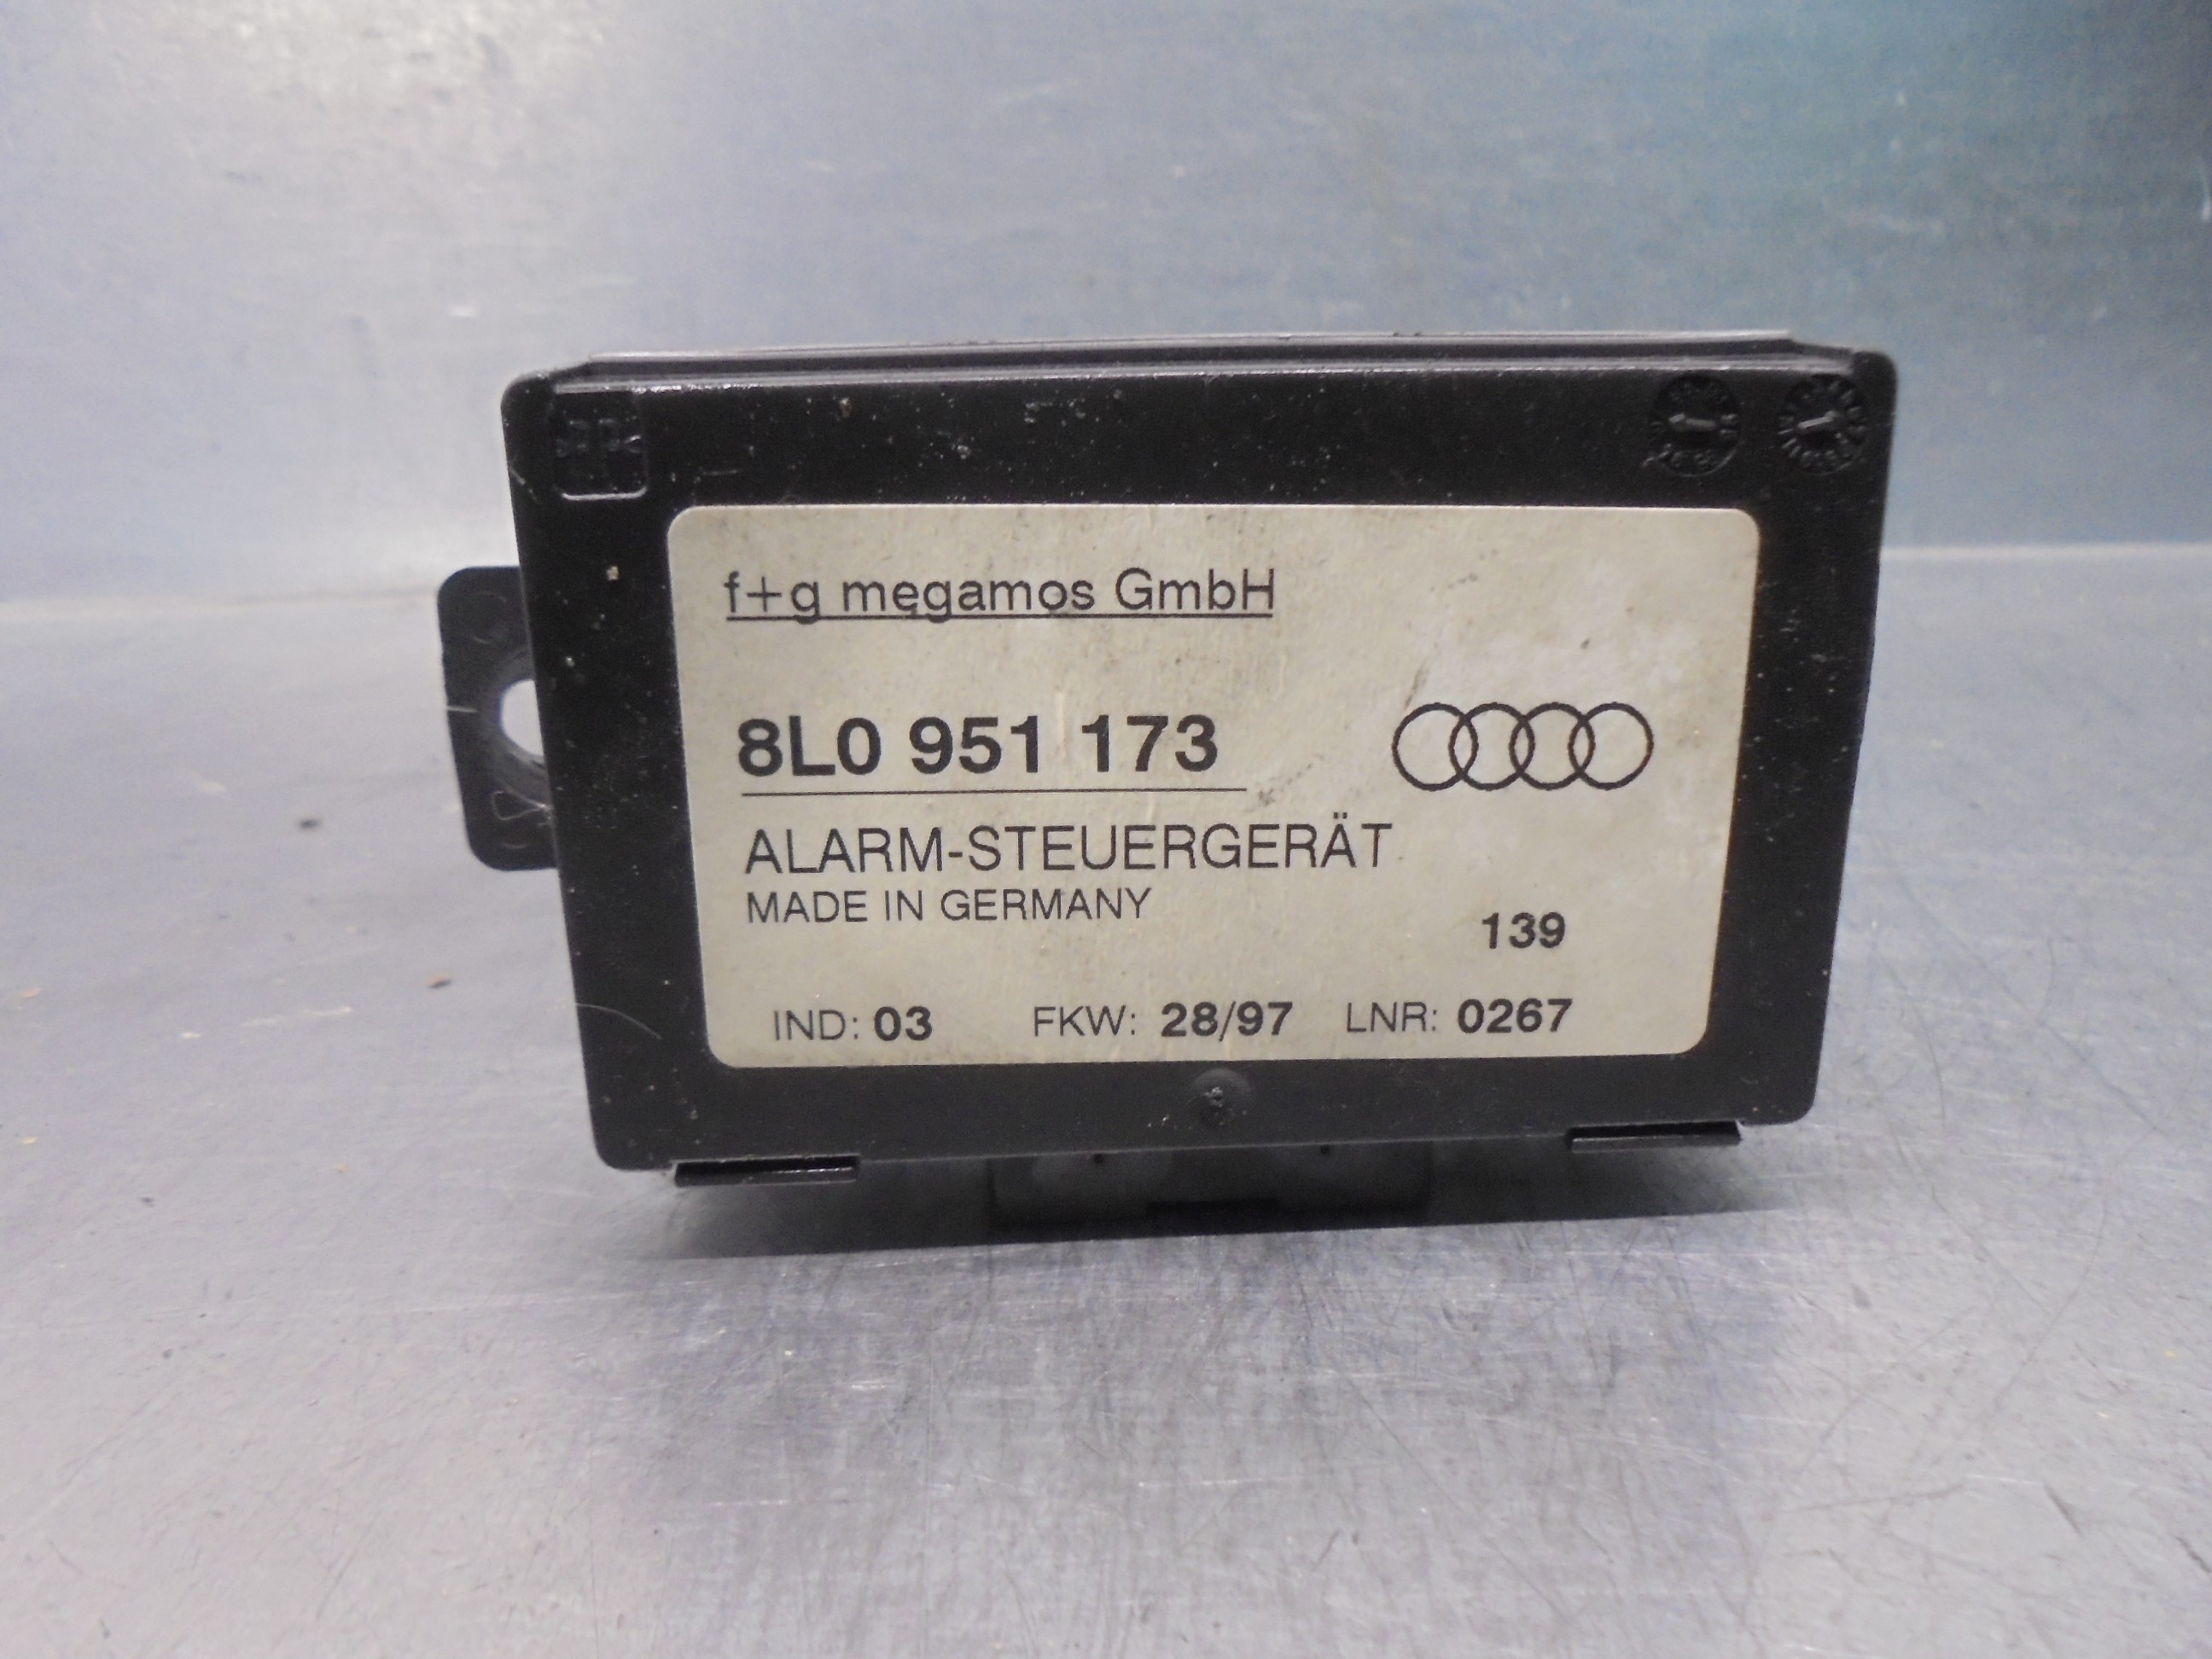 f+g megamos GmbH
8L0 951 173
ALARM-STEUERGERÄT
MADE IN GERMANY
139
IND: 03 FKW: 28/97 LNR: 0267